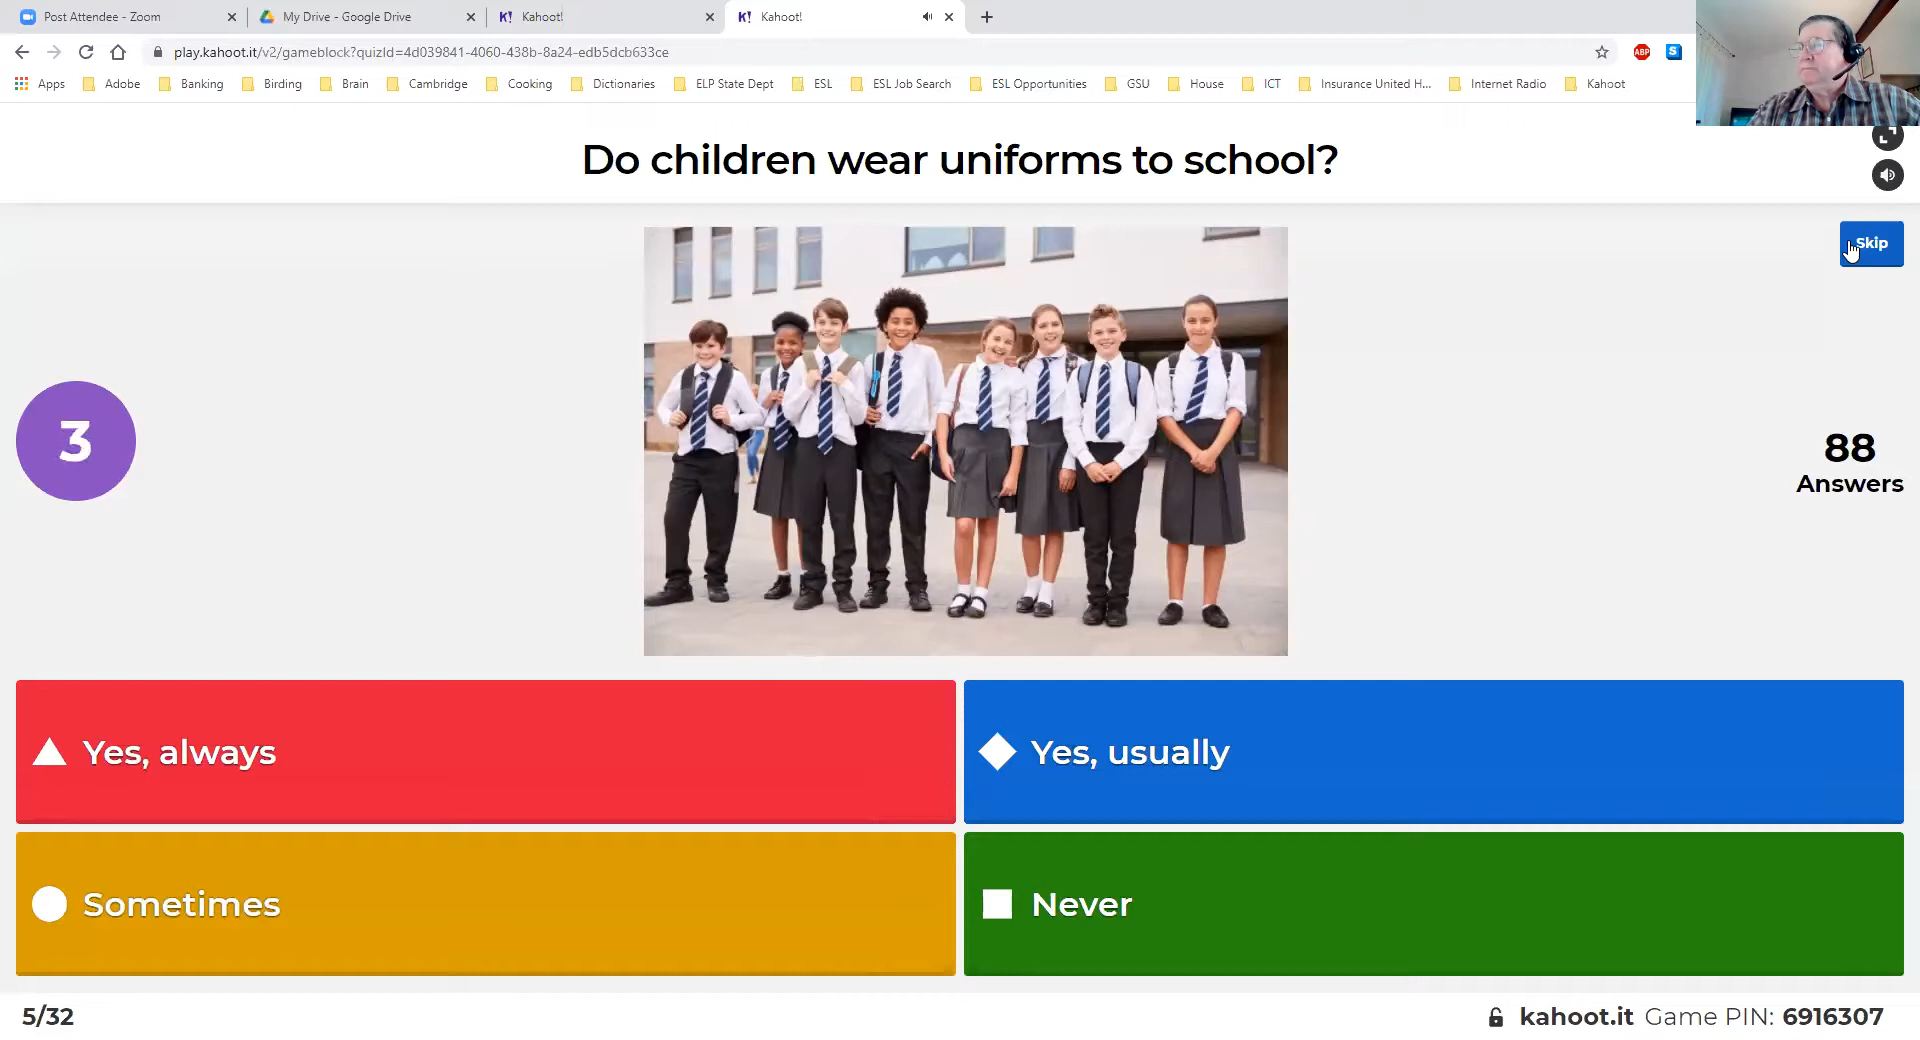 Post Attendee - Zoom
My Drive - Google Drive
K! Kahoot!
K! Kahoot!
play.kahoot.it/v2/gameblock?quizId=4d039841-4060-438b-8a24-edb5dcb633ce
ABP
S
Apps Adobe Banking Birding Brain Cambridge Cooking Dictionaries ELP State Dept ESL ESL Job Search ESL Opportunities GSU House ICT Insurance United H... Internet Radio Kahoot
Do children wear uniforms to school?
Skip
3
88
Answers
Yes, always
Yes, usually
Sometimes
Never
5/32
kahoot.it Game PIN: 6916307